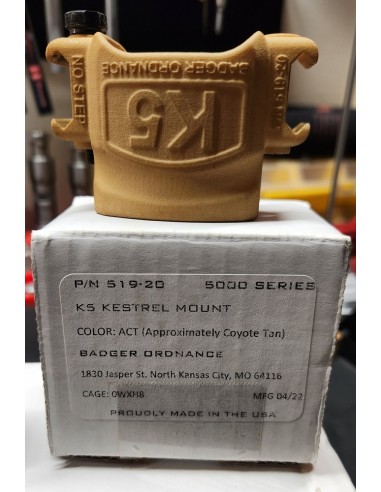 NO STEP
BADGER ORDNANCE
K5
P/N 519-20 5000 SERIES
K5 KESTREL MOUNT
COLOR: ACT (Approximately Coyote Tan)
BADGER ORDNANCE
1830 Jasper St. North Kansas City, MO 64116
CAGE: 0WXH8 MFG 04/22
PROUDLY MADE IN THE USA